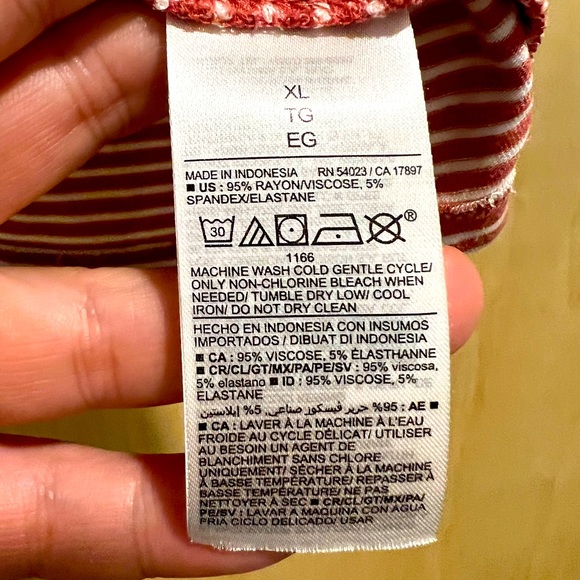 XL
TG
EG
MADE IN INDONESIA RN 54023 / CA 17897
■ US : 95% RAYON/VISCOSE, 5%
SPANDEX/ELASTANE
30
®
1166
MACHINE WASH COLD GENTLE CYCLE/
ONLY NON-CHLORINE BLEACH WHEN
NEEDED/ TUMBLE DRY LOW/ COOL
IRON/ DO NOT DRY CLEAN
HECHO EN INDONESIA CON INSUMOS
IMPORTADOS / DIBUAT DI INDONESIA
■ CA : 95% VISCOSE, 5% ÉLASTHANNE
■ CR/CL/GT/MX/PA/PE/SV : 95% viscosa,
5% elastano ■ ID : 95% VISCOSE, 5%
ELASTANE
■ AE : 95% حرير فيسكوز صناعي, 5% إيلاستين
■ CA : LAVER À LA MACHINE À L'EAU
FROIDE AU CYCLE DÉLICAT/ UTILISER
AU BESOIN UN AGENT DE
BLANCHIMENT SANS CHLORE
UNIQUEMENT/ SÉCHER À LA MACHINE
À BASSE TEMPÉRATURE/ REPASSER À
BASSE TEMPÉRATURE/ NE PAS
NETTOYER À SEC ■ CR/CL/GT/MX/PA/
PE/SV : LAVAR A MAQUINA CON AGUA
FRIA CICLO DELICADO/ USAR